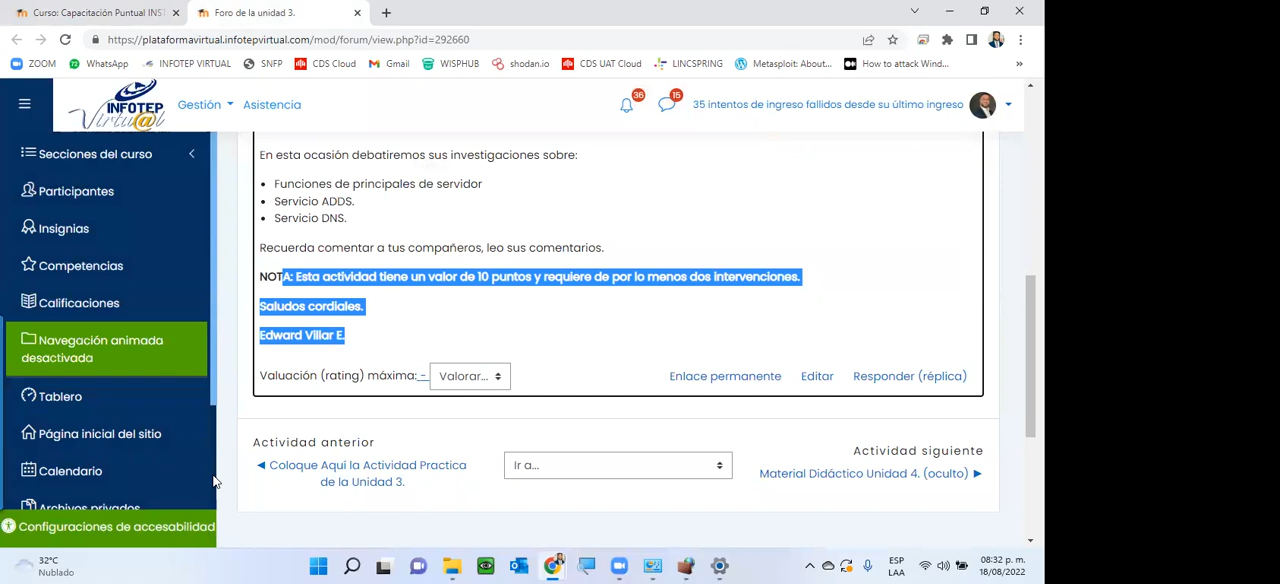 Curso: Capacitación Puntual INS
Foro de la unidad 3.
https://plataformavirtual.infotepvirtual.com/mod/forum/view.php?id=292660
ZOOM
WhatsApp
INFOTEP VIRTUAL
SNFP
CDS Cloud
Gmail
WISPHUB
shodan.io
CDS UAT Cloud
LINCSPRING
Metasploit: About...
How to attack Wind...
»
INFOTEP
Virtu@l
Gestión
Asistencia
36
15
35 intentos de ingreso fallidos desde su último ingreso
Secciones del curso
Participantes
Insignias
Competencias
Calificaciones
Navegación animada
desactivada
Tablero
Página inicial del sitio
Calendario
Archivos privados
Configuraciones de accesabilidad
En esta ocasión debatiremos sus investigaciones sobre:
• Funciones de principales de servidor
• Servicio ADDS.
• Servicio DNS.
Recuerda comentar a tus compañeros, leo sus comentarios.
NOTA: Esta actividad tiene un valor de 10 puntos y requiere de por lo menos dos intervenciones.
Saludos cordiales.
Edward Villar E.
Valuación (rating) máxima: -
Valorar...
Enlace permanente
Editar
Responder (réplica)
Actividad anterior
◀ Coloque Aquí la Actividad Practica
de la Unidad 3.
Ir a...
Actividad siguiente
Material Didáctico Unidad 4. (oculto) ▶
32°C
Nublado
ESP
LAA
08:32 p. m.
18/08/2022